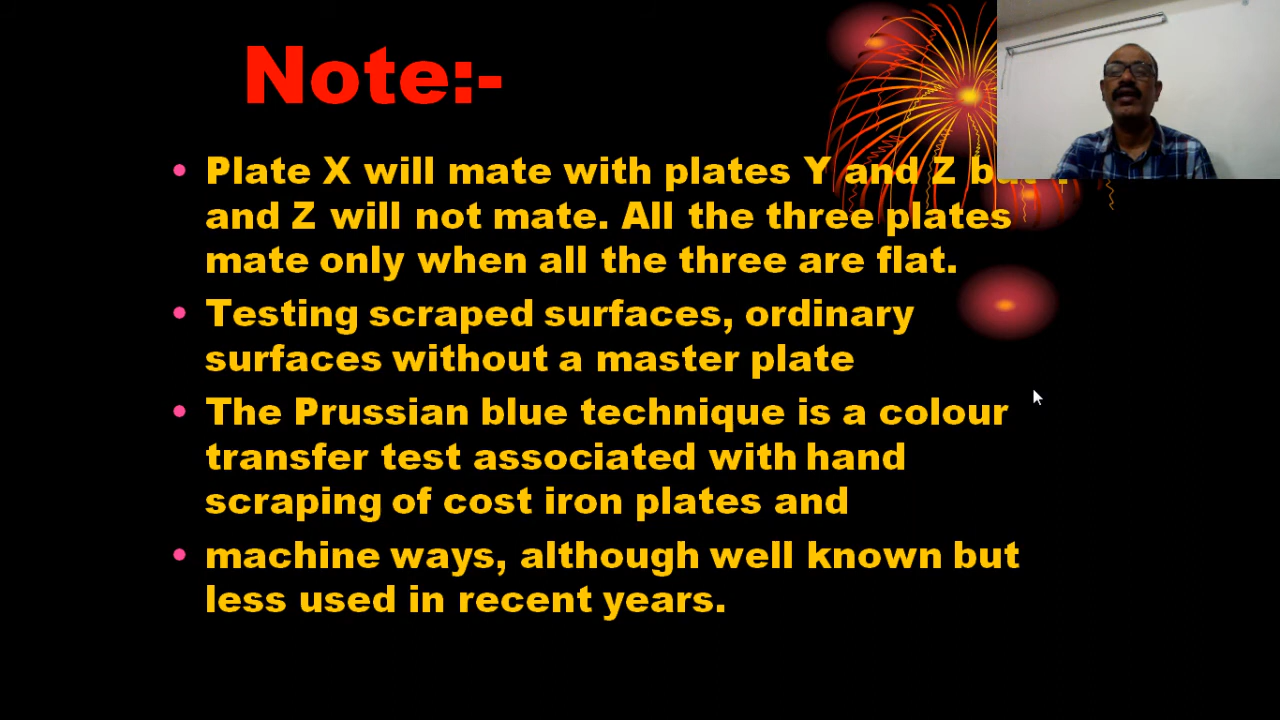 Note:-
• Plate X will mate with plates Y and Z
and Z will not mate. All the three plates
mate only when all the three are flat.
• Testing scraped surfaces, ordinary
surfaces without a master plate
• The Prussian blue technique is a colour
transfer test associated with hand
scraping of cost iron plates and
• machine ways, although well known but
less used in recent years.